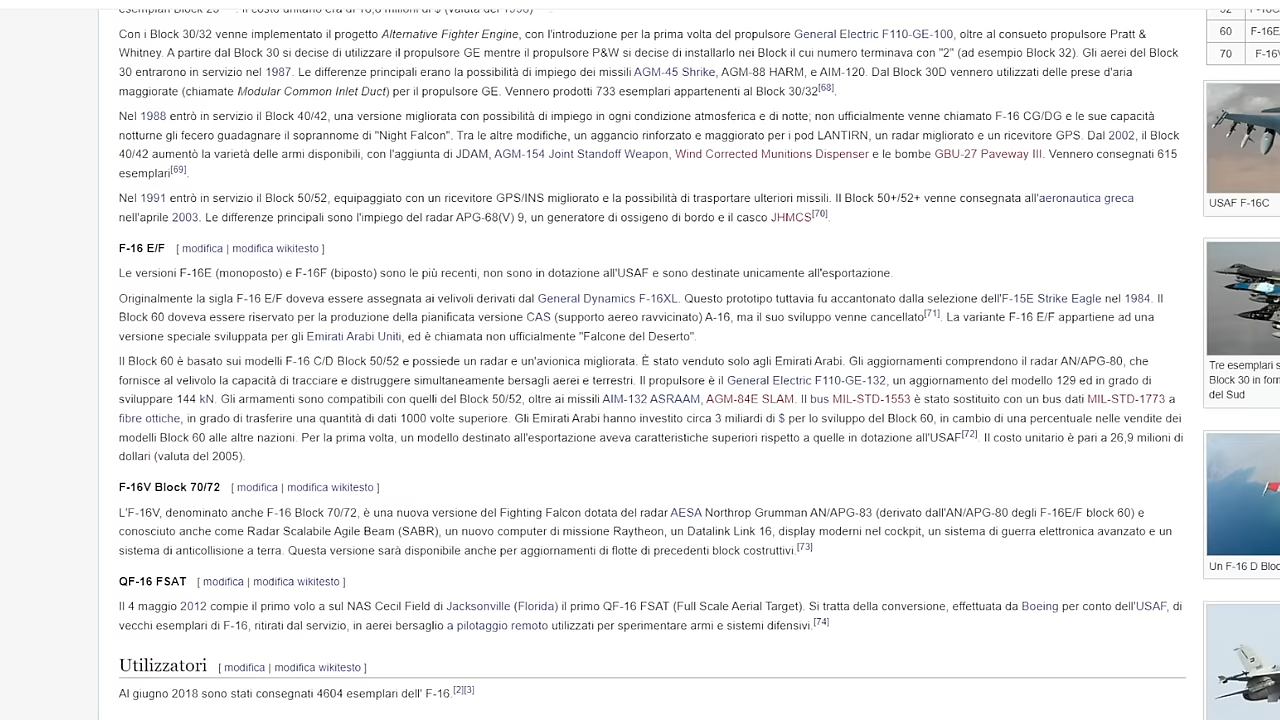 Con i Block 30/32 venne implementato il progetto Alternative Fighter Engine, con l'introduzione per la prima volta del propulsore General Electric F110-GE-100, oltre al consueto propulsore Pratt &
Whitney. A partire dal Block 30 si decise di utilizzare il propulsore GE mentre il propulsore P&W si decise di installarlo nei Block il cui numero terminava con "2" (ad esempio Block 32). Gli aerei del Block
30 entrarono in servizio nel 1987. Le differenze principali erano la possibilità di impiego dei missili AGM-45 Shrike, AGM-88 HARM, e AIM-120. Dal Block 30D vennero utilizzati delle prese d'aria
maggiorate (chiamate Modular Common Inlet Duct) per il propulsore GE. Vennero prodotti 733 esemplari appartenenti al Block 30/32[68].
Nel 1988 entrò in servizio il Block 40/42, una versione migliorata con possibilità di impiego in ogni condizione atmosferica e di notte; non ufficialmente venne chiamato F-16 CG/DG e le sue capacità
notturne gli fecero guadagnare il soprannome di "Night Falcon". Tra le altre modifiche, un aggancio rinforzato e maggiorato per i pod LANTIRN, un radar migliorato e un ricevitore GPS. Dal 2002, il Block
40/42 aumentò la varietà delle armi disponibili, con l'aggiunta di JDAM, AGM-154 Joint Standoff Weapon, Wind Corrected Munitions Dispenser e le bombe GBU-27 Paveway III. Vennero consegnati 615
esemplari[69].
Nel 1991 entrò in servizio il Block 50/52, equipaggiato con un ricevitore GPS/INS migliorato e la possibilità di trasportare ulteriori missili. Il Block 50+/52+ venne consegnata all'aeronautica greca
nell'aprile 2003. Le differenze principali sono l'impiego del radar APG-68(V) 9, un generatore di ossigeno di bordo e il casco JHMCS[70].
F-16 E/F [ modifica | modifica wikitesto ]
Le versioni F-16E (monoposto) e F-16F (biposto) sono le più recenti, non sono in dotazione all'USAF e sono destinate unicamente all'esportazione.
Originalmente la sigla F-16 E/F doveva essere assegnata ai velivoli derivati dal General Dynamics F-16XL. Questo prototipo tuttavia fu accantonato dalla selezione dell'F-15E Strike Eagle nel 1984. Il
Block 60 doveva essere riservato per la produzione della pianificata versione CAS (supporto aereo ravvicinato) A-16, ma il suo sviluppo venne cancellato[71]. La variante F-16 E/F appartiene ad una
versione speciale sviluppata per gli Emirati Arabi Uniti, ed è chiamata non ufficialmente "Falcone del Deserto".
Il Block 60 è basato sui modelli F-16 C/D Block 50/52 e possiede un radar e un'avionica migliorata. È stato venduto solo agli Emirati Arabi. Gli aggiornamenti comprendono il radar AN/APG-80, che
fornisce al velivolo la capacità di tracciare e distruggere simultaneamente bersagli aerei e terrestri. Il propulsore è il General Electric F110-GE-132, un aggiornamento del modello 129 ed in grado di
sviluppare 144 kN. Gli armamenti sono compatibili con quelli del Block 50/52, oltre ai missili AIM-132 ASRAAM, AGM-84E SLAM. Il bus MIL-STD-1553 è stato sostituito con un bus dati MIL-STD-1773 a
fibre ottiche, in grado di trasferire una quantità di dati 1000 volte superiore. Gli Emirati Arabi hanno investito circa 3 miliardi di $ per lo sviluppo del Block 60, in cambio di una percentuale nelle vendite dei
modelli Block 60 alle altre nazioni. Per la prima volta, un modello destinato all'esportazione aveva caratteristiche superiori rispetto a quelle in dotazione all'USAF[72]. Il costo unitario è pari a 26,9 milioni di
dollari (valuta del 2005).
F-16V Block 70/72 [ modifica | modifica wikitesto ]
L'F-16V, denominato anche F-16 Block 70/72, è una nuova versione del Fighting Falcon dotata del radar AESA Northrop Grumman AN/APG-83 (derivato dall'AN/APG-80 degli F-16E/F block 60) e
conosciuto anche come Radar Scalabile Agile Beam (SABR), un nuovo computer di missione Raytheon, un Datalink Link 16, display moderni nel cockpit, un sistema di guerra elettronica avanzato e un
sistema di anticollisione a terra. Questa versione sarà disponibile anche per aggiornamenti di flotte di precedenti block costruttivi.[73]
QF-16 FSAT [ modifica | modifica wikitesto ]
Il 4 maggio 2012 compie il primo volo a sul NAS Cecil Field di Jacksonville (Florida) il primo QF-16 FSAT (Full Scale Aerial Target). Si tratta della conversione, effettuata da Boeing per conto dell'USAF, di
vecchi esemplari di F-16, ritirati dal servizio, in aerei bersaglio a pilotaggio remoto utilizzati per sperimentare armi e sistemi difensivi.[74]
Utilizzatori [ modifica | modifica wikitesto ]
Al giugno 2018 sono stati consegnati 4604 esemplari dell' F-16.[2][3]
60 F-16E
70 F-16V
USAF F-16C
Tre esemplari s
Block 30 in for
del Sud
Un F-16 D Bloc